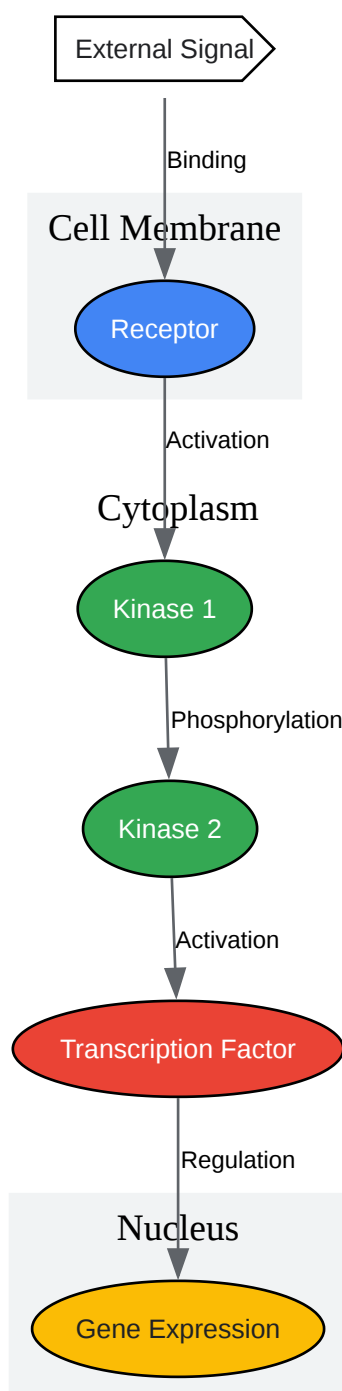 External Signal
Binding
Cell Membrane
Receptor
Activation
Cytoplasm
Kinase 1
Phosphorylation
Kinase 2
Activation
Transcription Factor
Regulation
Nucleus
Gene Expression